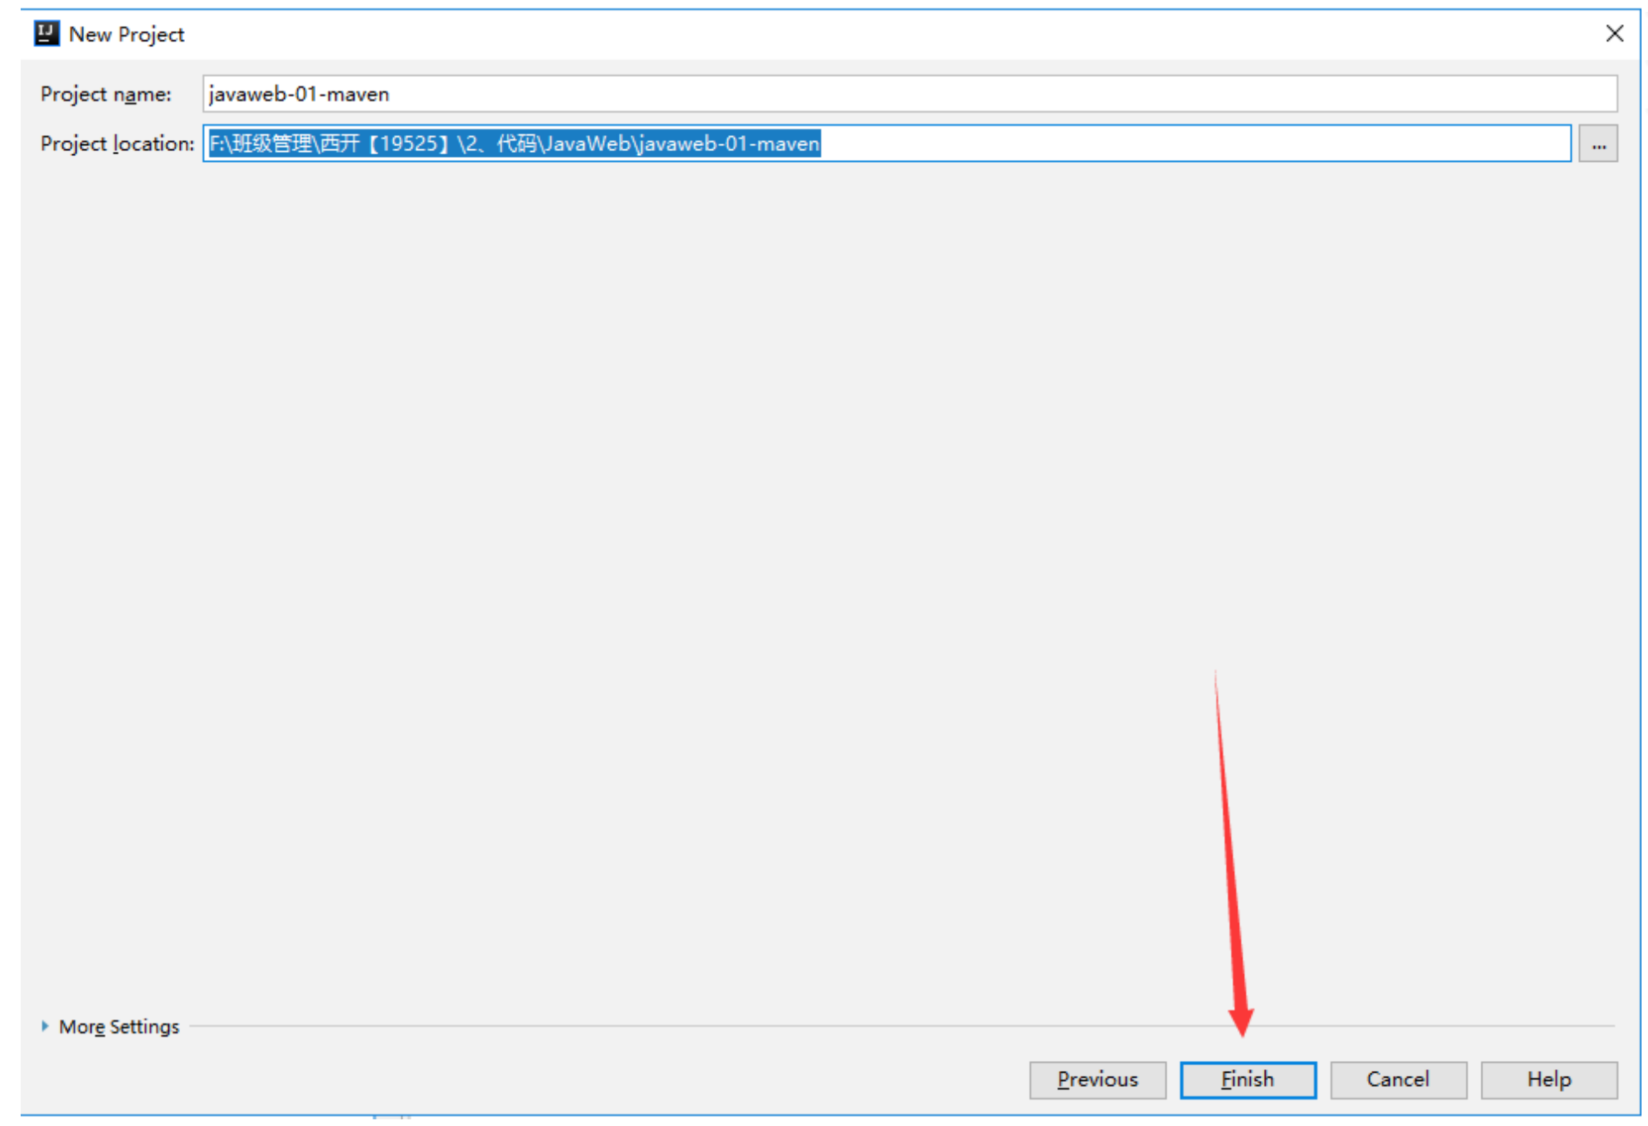 New Project
Project name: javaweb-01-maven
Project location: F:\班级管理\西开【19525】\2、代码\JavaWeb\javaweb-01-maven ...
More Settings
Previous Finish Cancel Help